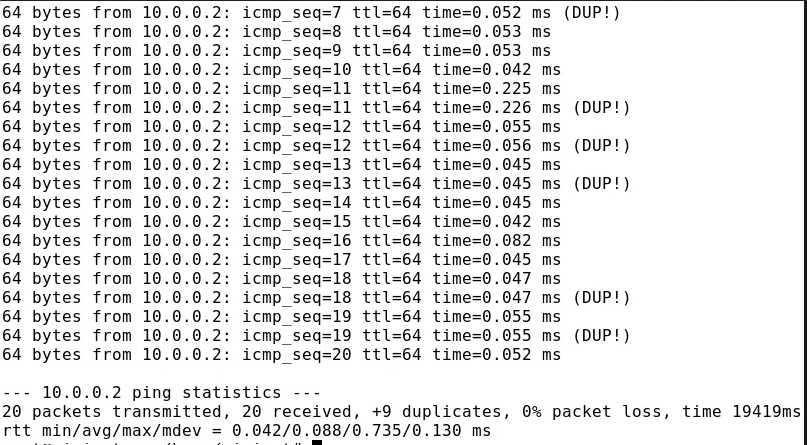 64 bytes from 10.0.0.2: icmp_seq=7 ttl=64 time=0.052 ms (DUP!)
64 bytes from 10.0.0.2: icmp_seq=8 ttl=64 time=0.053 ms
64 bytes from 10.0.0.2: icmp_seq=9 ttl=64 time=0.053 ms
64 bytes from 10.0.0.2: icmp_seq=10 ttl=64 time=0.042 ms
64 bytes from 10.0.0.2: icmp_seq=11 ttl=64 time=0.225 ms
64 bytes from 10.0.0.2: icmp_seq=11 ttl=64 time=0.226 ms (DUP!)
64 bytes from 10.0.0.2: icmp_seq=12 ttl=64 time=0.055 ms
64 bytes from 10.0.0.2: icmp_seq=12 ttl=64 time=0.056 ms (DUP!)
64 bytes from 10.0.0.2: icmp_seq=13 ttl=64 time=0.045 ms
64 bytes from 10.0.0.2: icmp_seq=13 ttl=64 time=0.045 ms (DUP!)
64 bytes from 10.0.0.2: icmp_seq=14 ttl=64 time=0.045 ms
64 bytes from 10.0.0.2: icmp_seq=15 ttl=64 time=0.042 ms
64 bytes from 10.0.0.2: icmp_seq=16 ttl=64 time=0.082 ms
64 bytes from 10.0.0.2: icmp_seq=17 ttl=64 time=0.045 ms
64 bytes from 10.0.0.2: icmp_seq=18 ttl=64 time=0.047 ms
64 bytes from 10.0.0.2: icmp_seq=18 ttl=64 time=0.047 ms (DUP!)
64 bytes from 10.0.0.2: icmp_seq=19 ttl=64 time=0.055 ms
64 bytes from 10.0.0.2: icmp_seq=19 ttl=64 time=0.055 ms (DUP!)
64 bytes from 10.0.0.2: icmp_seq=20 ttl=64 time=0.052 ms
--- 10.0.0.2 ping statistics ---
20 packets transmitted, 20 received, +9 duplicates, 0% packet loss, time 19419ms
rtt min/avg/max/mdev = 0.042/0.088/0.735/0.130 ms